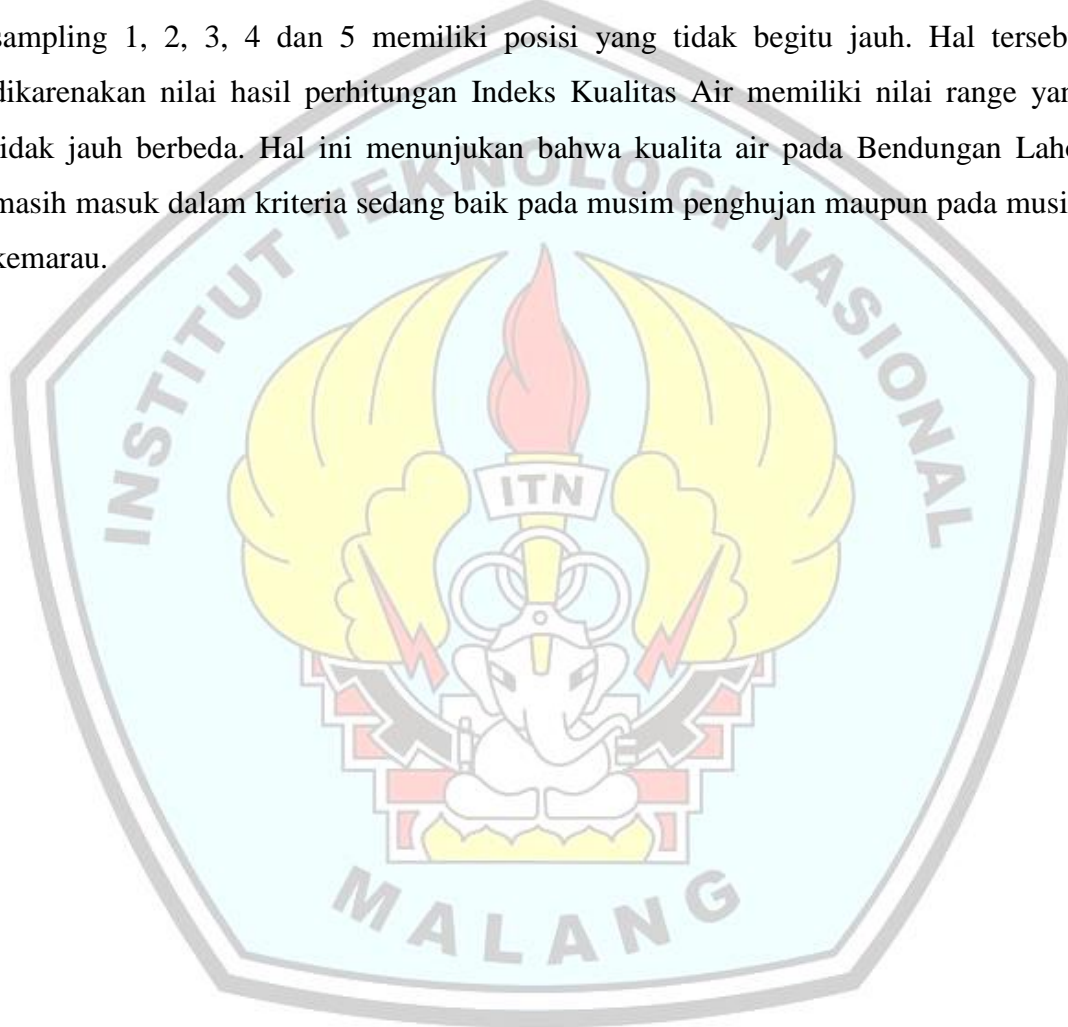 sampling 1, 2, 3, 4 dan 5 memiliki posisi yang tidak begitu jauh. Hal terseb
dikarenakan nilai hasil perhitungan Indeks Kualitas Air memiliki nilai range yan
tidak jauh berbeda. Hal ini menunjukan bahwa kualita air pada Bendungan Laho
masih masuk dalam kriteria sedang baik pada musim penghujan maupun pada musi
kemarau.
INSTITUT TEKNOLOGI NASIONAL
ITN
MALANG